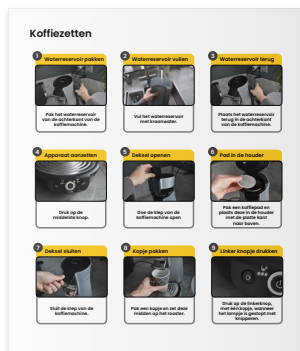 Koffiezetten
1
Waterreservoir pakken
Pak het waterreservoir
van de achterkant van de
koffiemachine.
2
Waterreservoir vullen
Vul het waterreservoir
met kraanwater.
3
Waterreservoir terug
Plaats het waterreservoir
terug in de achterkant
van de koffiemachine.
4
Apparaat aanzetten
Druk op de
middelste knop.
5
Deksel openen
Doe de klep van de
koffiemachine open
6
Pad in de houder
Pak een koffiepad en
plaats deze in de houder
met de platte kant
naar boven.
7
Deksel sluiten
Sluit de klep van de
koffiemachine.
8
Kopje pakken
Pak een kopje en zet deze
midden op het rooster.
9
Linker knopje drukken
Druk op de linkerknop,
met één kopje, wanneer
het lampje is gestopt met
knipperen.